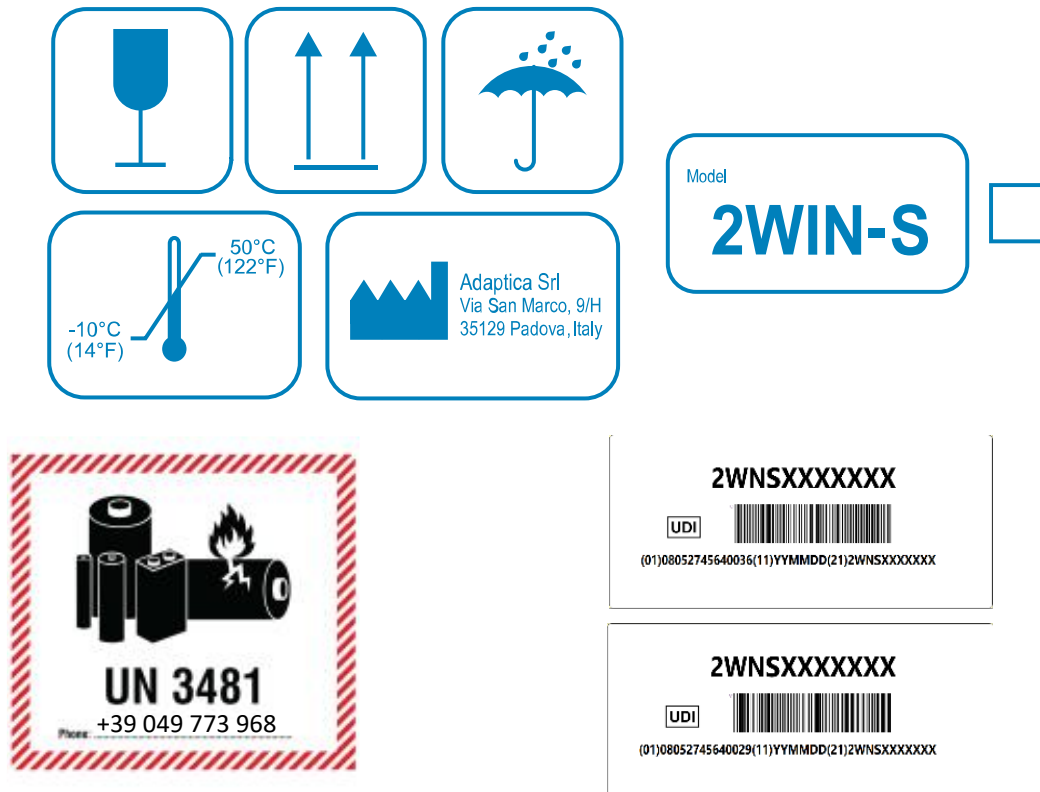 Model
2WIN-S
50°C
(122°F)
-10°C
(14°F)
Adaptica Srl
Via San Marco, 9/H
35129 Padova, Italy
UN 3481
Phone: +39 049 773 968
2WNSXXXXXXX
UDI
(01)08052745640036(11)YYMMDD(21)2WNSXXXXXXX
2WNSXXXXXXX
UDI
(01)08052745640029(11)YYMMDD(21)2WNSXXXXXXX